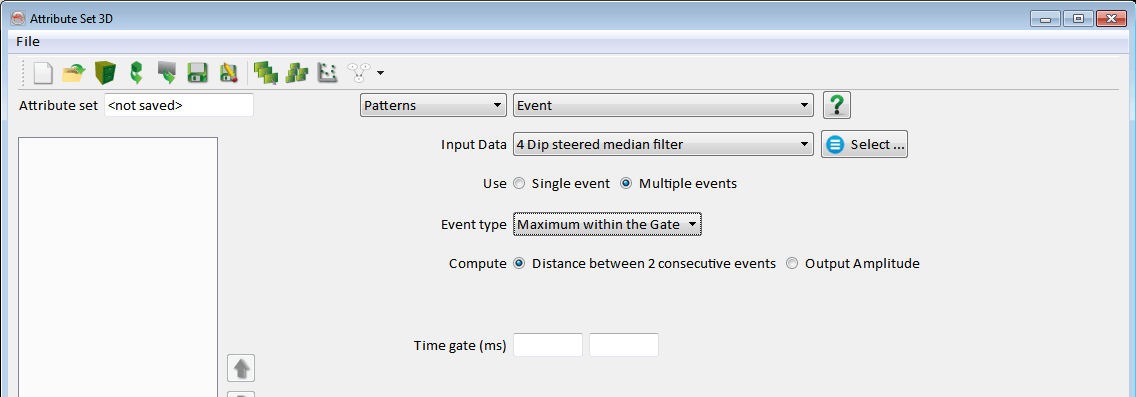 Attribute Set 3D
File
Attribute set <not saved> Patterns Event ?
Input Data 4 Dip steered median filter Select ...
Use Single event Multiple events
Event type Maximum within the Gate
Compute Distance between 2 consecutive events Output Amplitude
Time gate (ms)